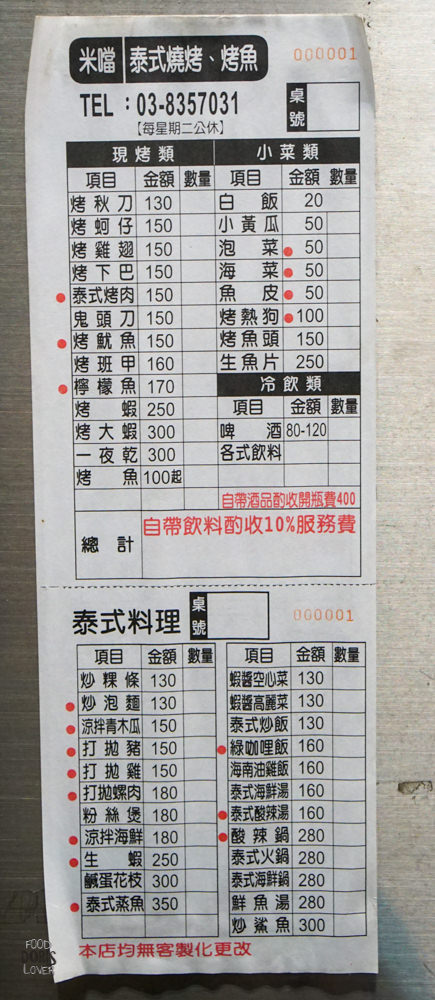 米噹 泰式燒烤、烤魚 000001
TEL：03-8357031 桌號
【每星期二公休】
現烤類 小菜類
項目 金額 數量 項目 金額 數量
烤秋刀 130 白飯 20
烤蚵仔 150 小黃瓜 50
烤雞翅 150 泡菜 50
烤下巴 150 海菜 50
泰式烤肉 150 魚皮 50
鬼頭刀 150 烤熱狗 100
烤魷魚 150 烤魚頭 150
烤班甲 160 生魚片 250
檸檬魚 170 冷飲類
烤蝦 250 項目 金額 數量
烤大蝦 300 啤酒 80-120
一夜乾 300 各式飲料
烤魚 100起
自帶酒品酌收開瓶費400
自帶飲料酌收10%服務費
總計
泰式料理 桌號 000001
項目 金額 數量 項目 金額 數量
炒粿條 130 蝦醬空心菜 130
炒泡麵 130 蝦醬高麗菜 130
涼拌青木瓜 150 泰式炒飯 130
打拋豬 150 綠咖哩飯 160
打拋雞 150 海南油雞飯 160
打拋螺肉 180 泰式海鮮湯 160
粉絲煲 180 泰式酸辣湯 160
涼拌海鮮 180 酸辣鍋 280
生蝦 250 泰式火鍋 280
鹹蛋花枝 300 泰式海鮮鍋 280
泰式蒸魚 350 鮮魚湯 280
炒鯊魚 300
本店均無客製化更改
FOOD
DODO'S
LOVER